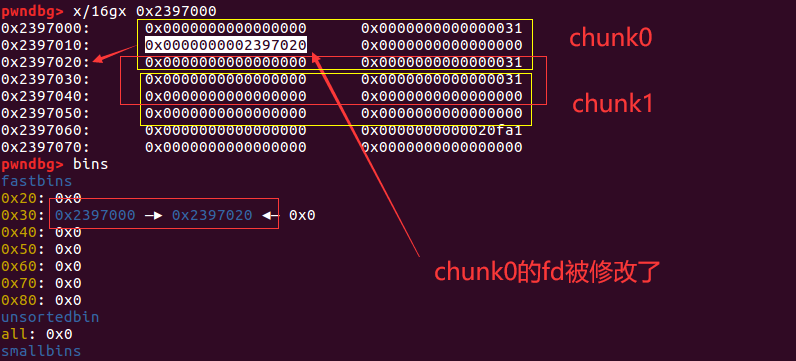 pwndbg> x/16gx 0x2397000
0x2397000: 0x0000000000000000 0x0000000000000031
0x2397010: 0x0000000002397020 0x0000000000000000
0x2397020: 0x0000000000000000 0x0000000000000031
0x2397030: 0x0000000000000000 0x0000000000000031
0x2397040: 0x0000000000000000 0x0000000000000000
0x2397050: 0x0000000000000000 0x0000000000000000
0x2397060: 0x0000000000000000 0x0000000000020fa1
0x2397070: 0x0000000000000000 0x0000000000000000
chunk0
chunk1
pwndbg> bins
fastbins
0x20: 0x0
0x30: 0x2397000 —▸ 0x2397020 ◂— 0x0
0x40: 0x0
0x50: 0x0
0x60: 0x0
0x70: 0x0
0x80: 0x0
unsortedbin
all: 0x0
smallbins
chunk0的fd被修改了